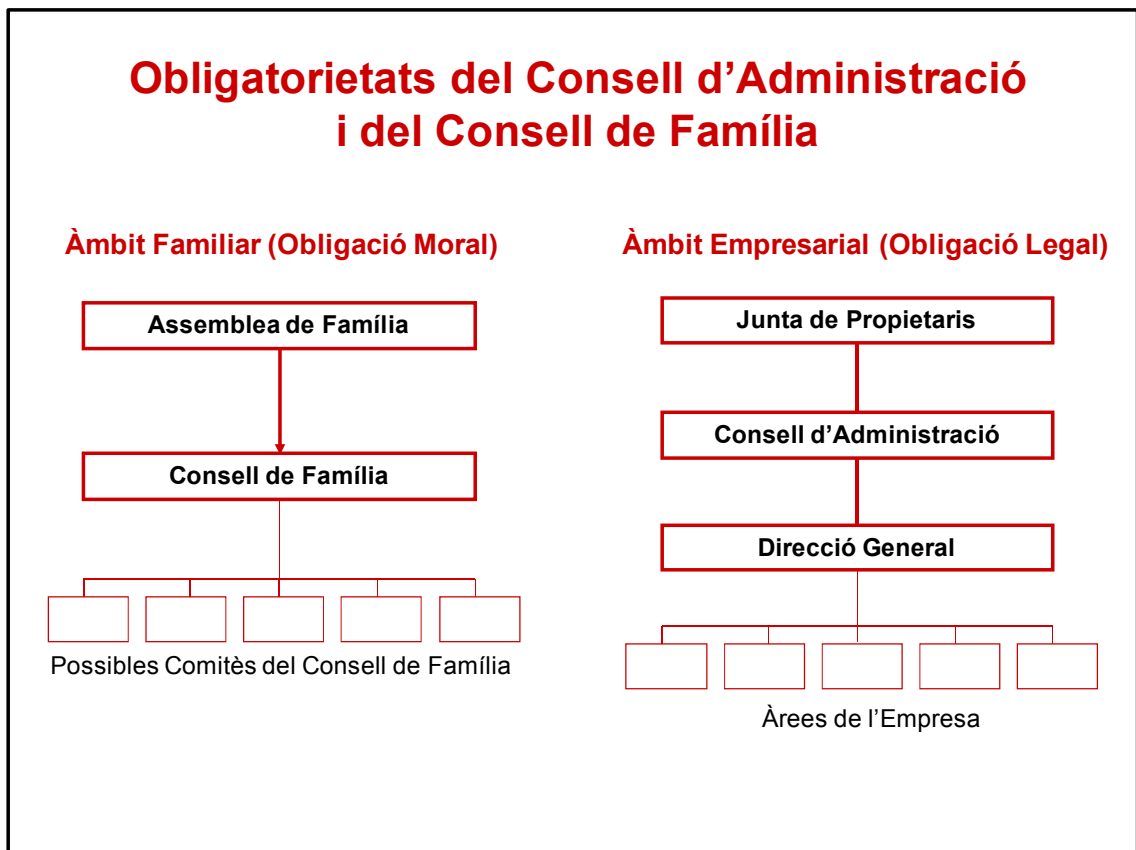 Obligatorietats del Consell d’Administració
i del Consell de Família
Àmbit Familiar (Obligació Moral)
Assemblea de Família
Consell de Família
Possibles Comitès del Consell de Família
Àmbit Empresarial (Obligació Legal)
Junta de Propietaris
Consell d’Administració
Direcció General
Àrees de l’Empresa